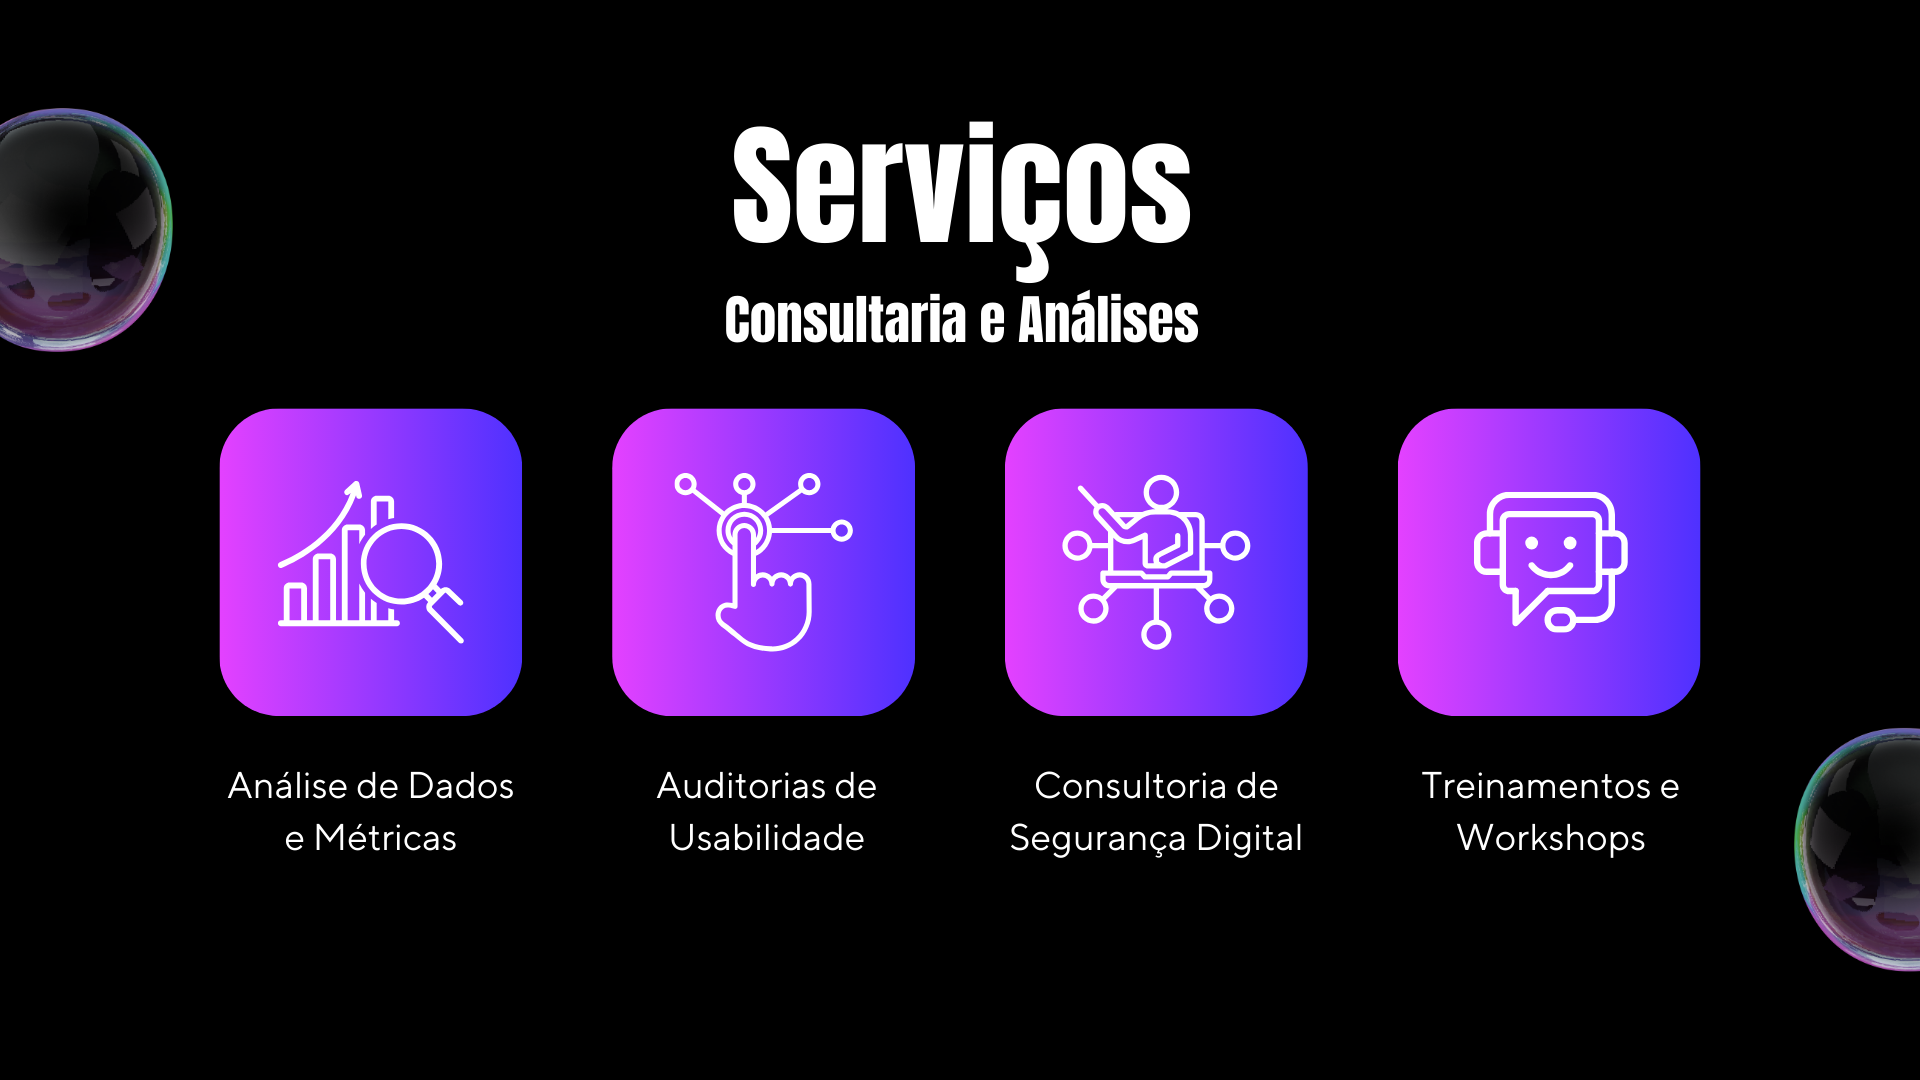 Serviços
Consultaria e Análises
Análise de Dados
e Métricas
Auditorias de
Usabilidade
Consultoria de
Segurança Digital
Treinamentos e
Workshops